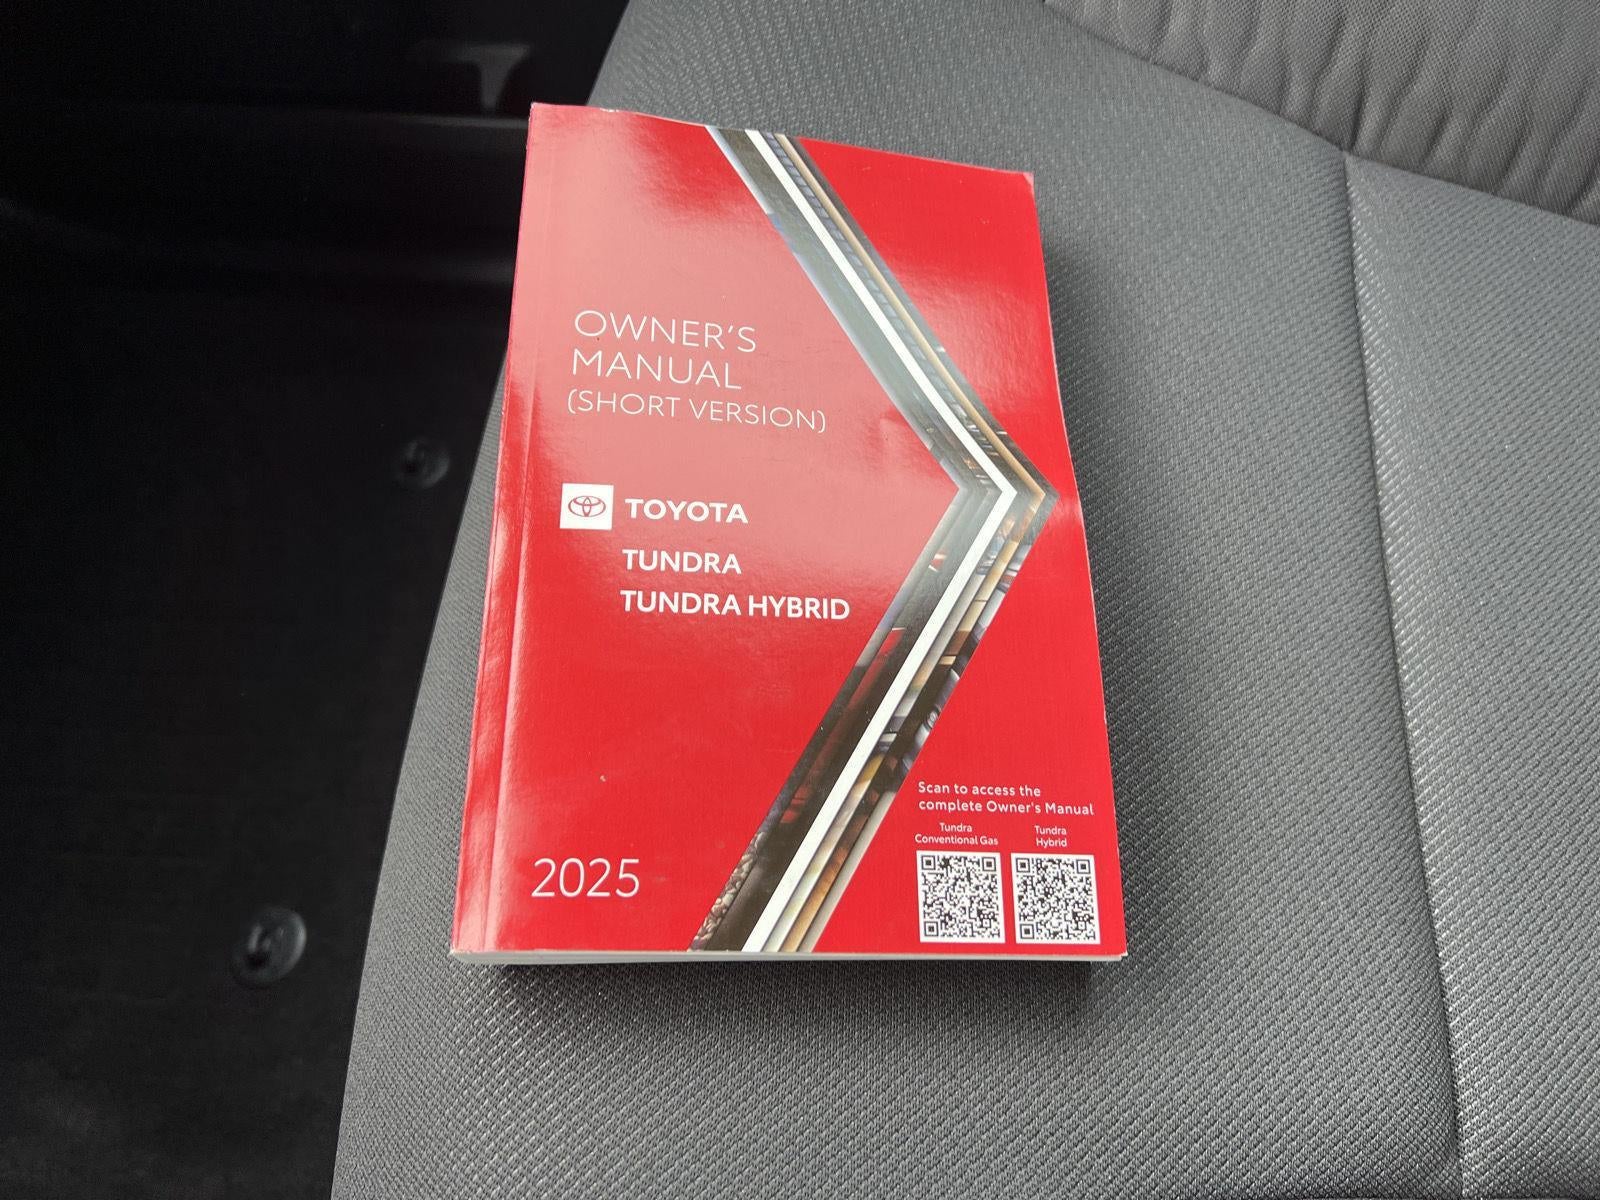 OWNER'S
MANUAL
(SHORT VERSION)
TOYOTA
TUNDRA
TUNDRA HYBRID
2025
Scan to access the
complete Owner's Manual
Tundra
Conventional Gas
Tundra
Hybrid